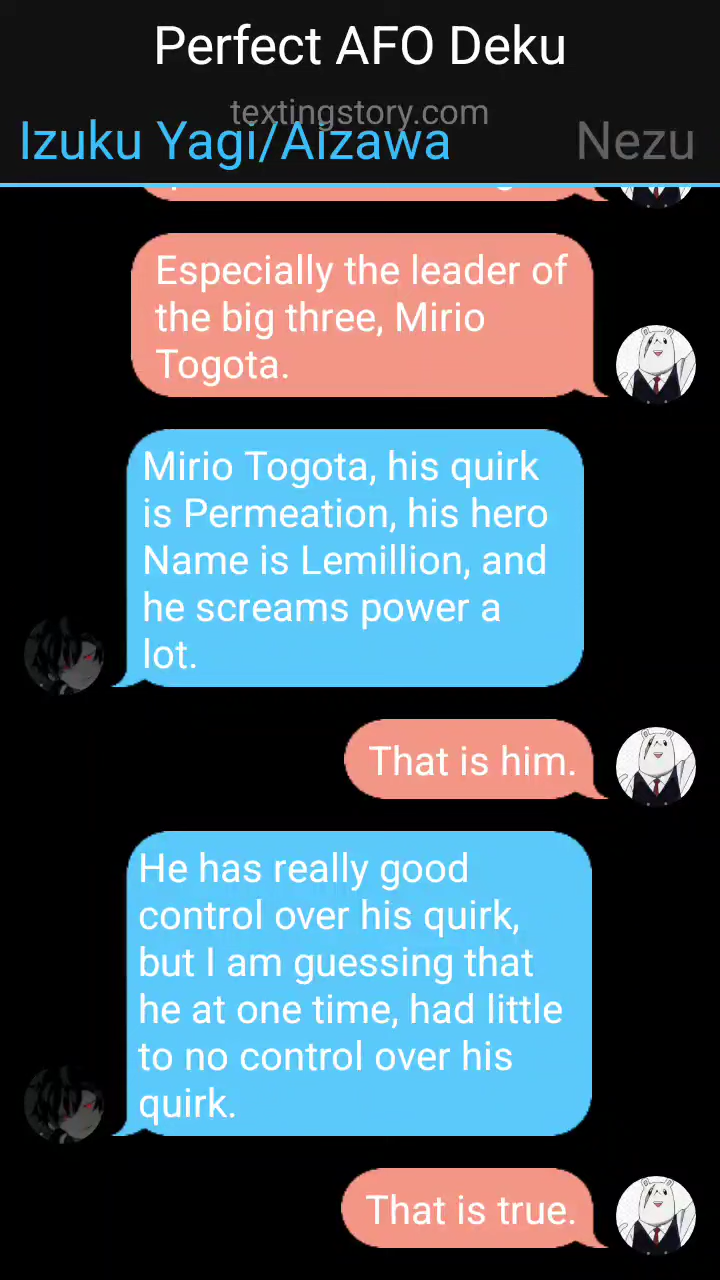 Perfect AFO Deku
textingstory.com
Izuku Yagi/Aizawa
Nezu
Especially the leader of
the big three, Mirio
Togota.
Mirio Togota, his quirk
is Permeation, his hero
Name is Lemillion, and
he screams power a
lot.
That is him.
He has really good
control over his quirk,
but I am guessing that
he at one time, had little
to no control over his
quirk.
That is true.